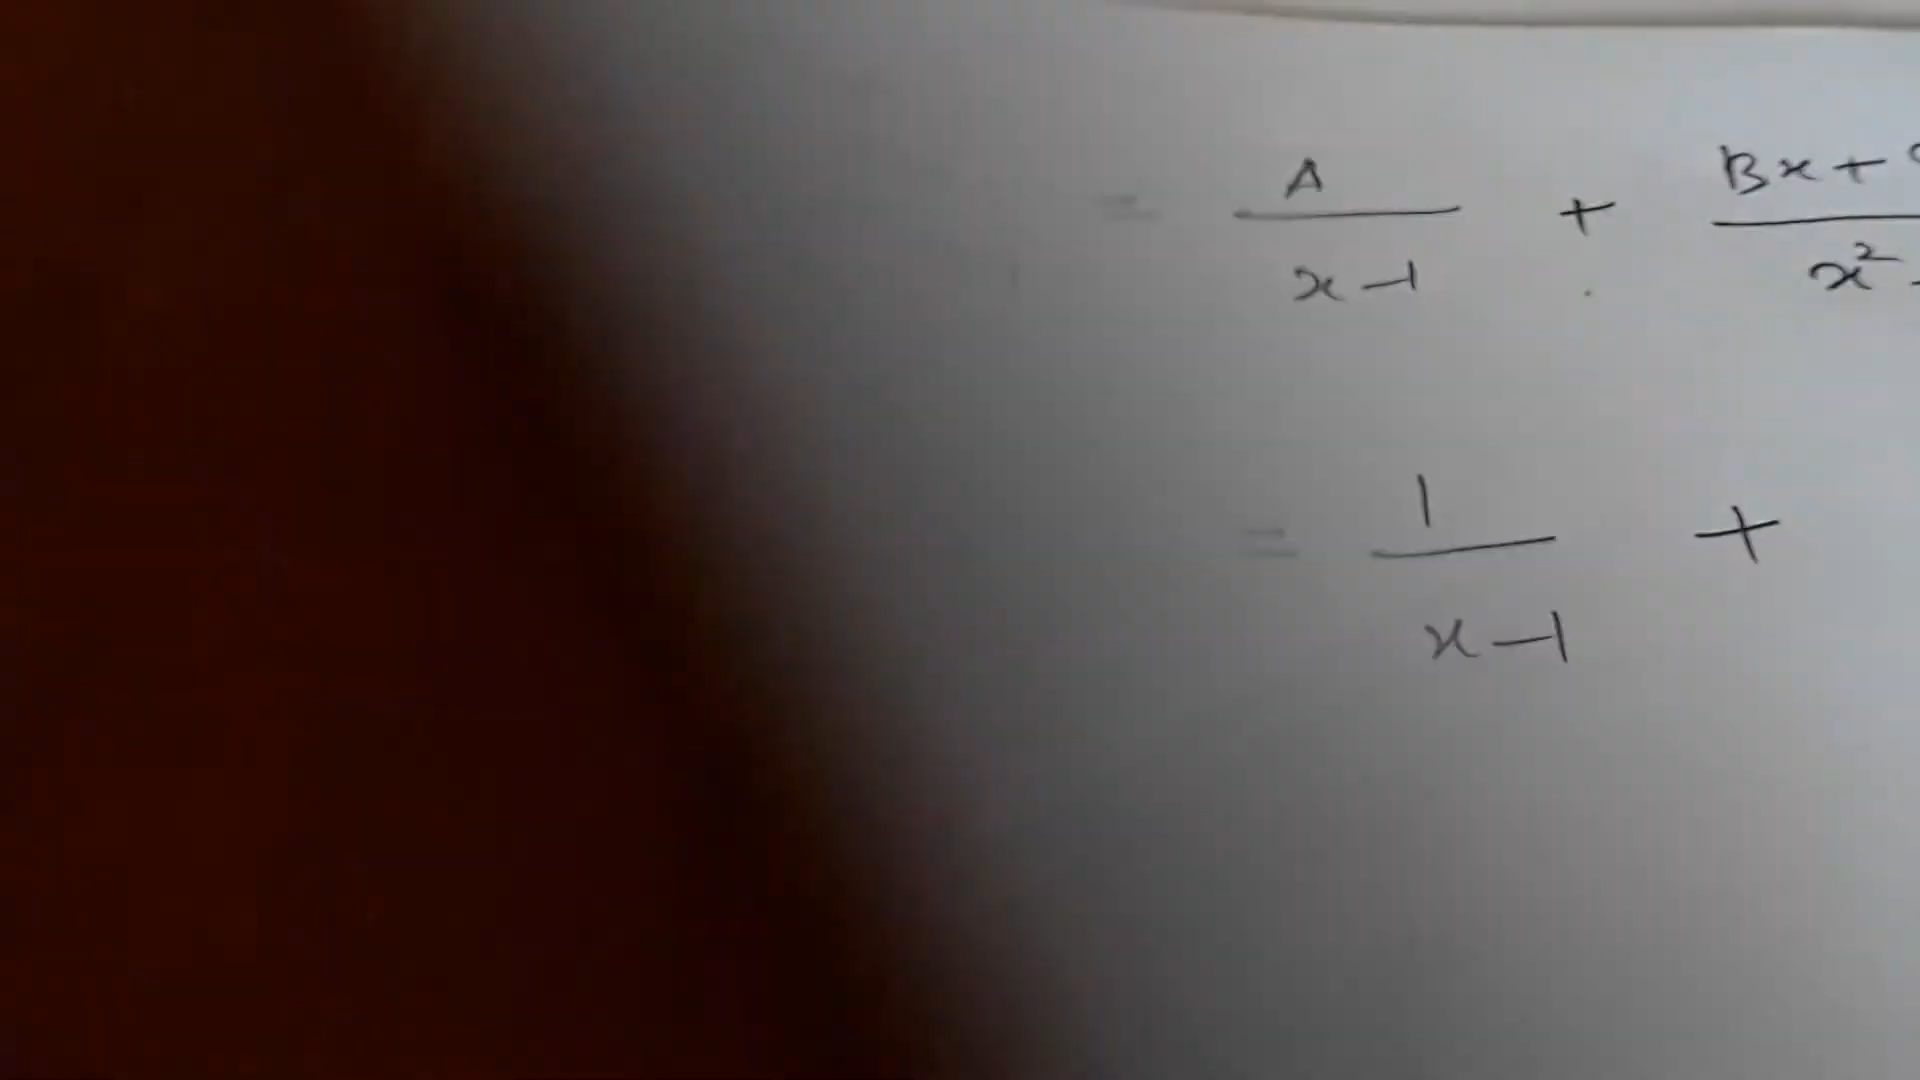 = A / x-1 + Bx+ / x²
= 1 / x-1 +